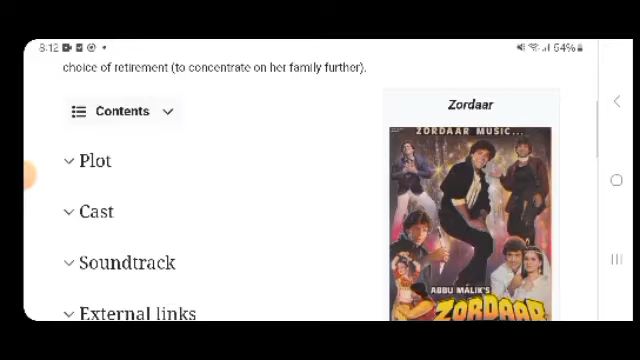 8:12
54%
choice of retirement (to concentrate on her family further).
Contents
Zordaar
ZORDAAR MUSIC...
Plot
Cast
Soundtrack
ABBU MALIK'S
ZORDAAR
External links